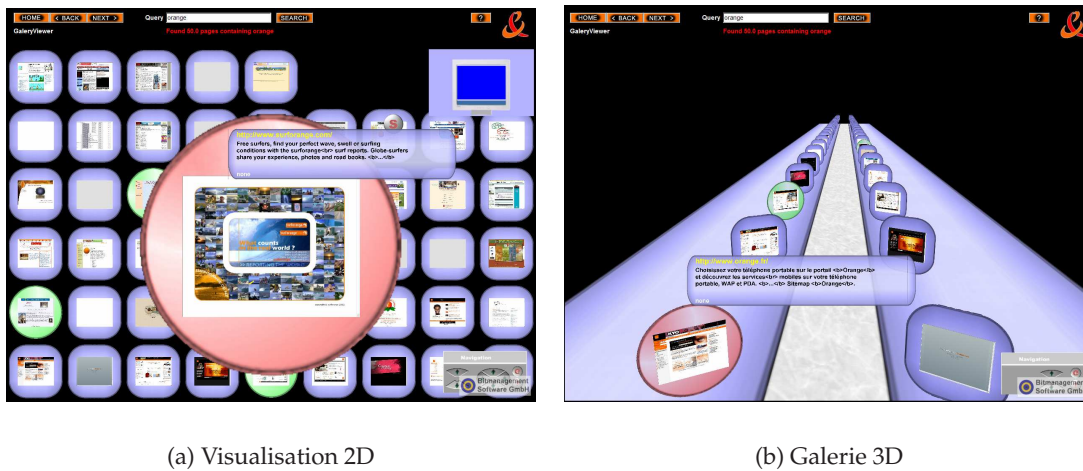 HOME < BACK NEXT > Query orange SEARCH ?
GaleryViewer Found 50.0 pages containing orange
http://www.surforange.com/
Free surfers, find your perfect wave, swell or surfing
conditions with the surforange<br> surf reports. Globe-surfers
share your experience, photos and road books. <b>...</b>
none
counts
world ?
Navigation
Bitmanagement
Software GmbH
(a) Visualisation 2D
HOME < BACK NEXT > Query orange SEARCH ?
GaleryViewer Found 50.0 pages containing orange
http://www.orange.fr/
Choisissez votre téléphone portable sur le portail <b>Orange</b>
et découvrez les services<br> mobiles sur votre téléphone
portable, WAP et PDA. <b>...</b> Sitemap <b>Orange</b>.
none
Navigation
Bitmanagement
Software GmbH
(b) Galerie 3D